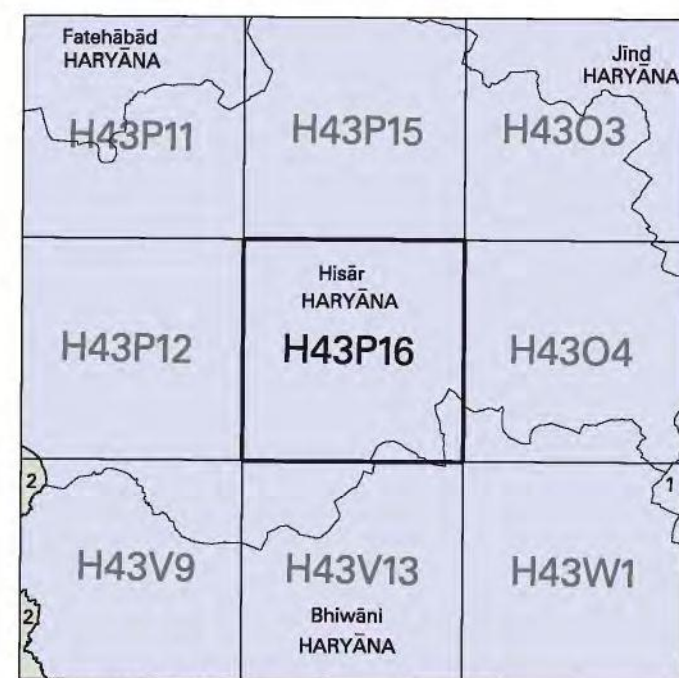 Fatehābād
HARYĀNA
Jīnd
HARYĀNA
H43P11
H43P15
H43O3
Hisār
HARYĀNA
H43P12
H43P16
H43O4
2
1
H43V9
H43V13
H43W1
2
Bhiwāni
HARYĀNA